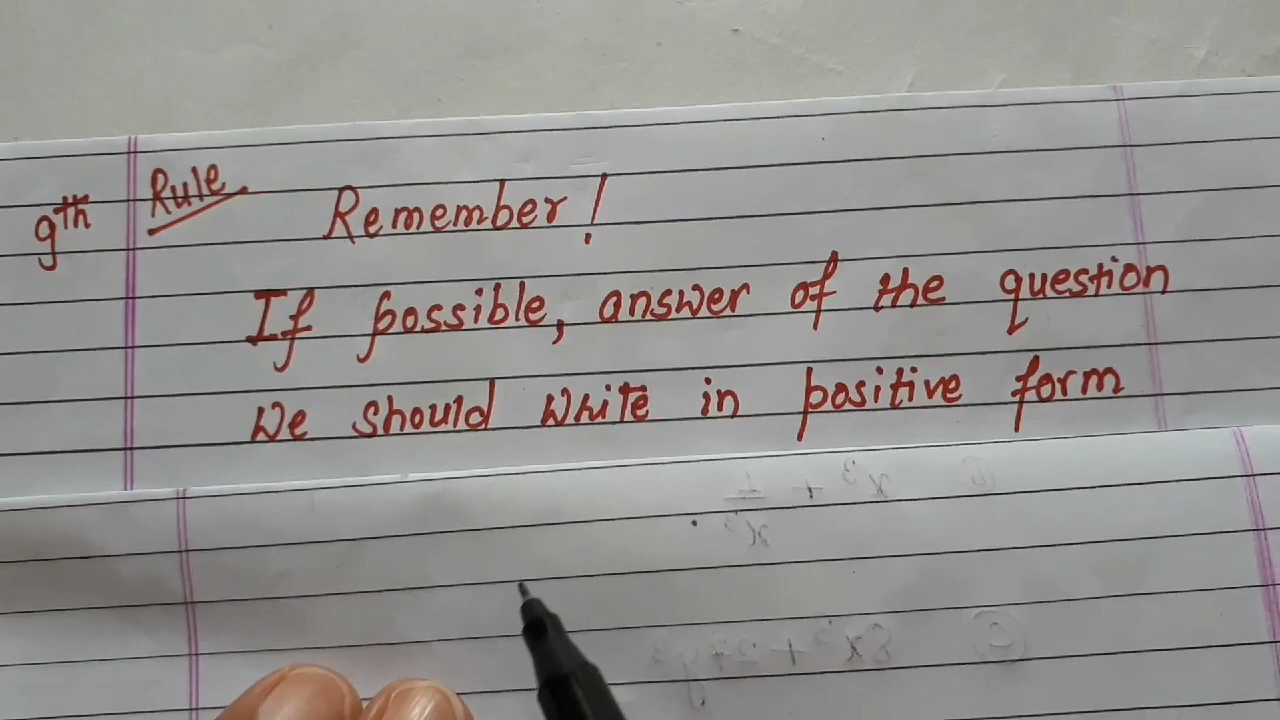 9th Rule Remember!
If possible, answer of the question
We should write in positive form